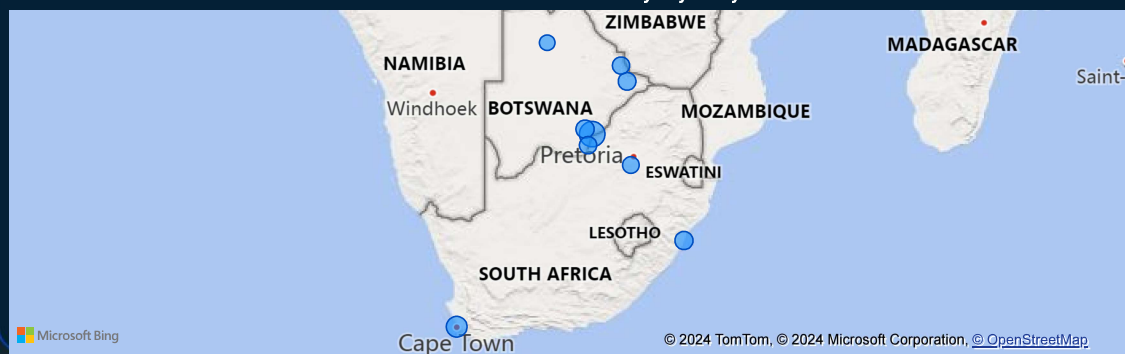 ZIMBABWE
MADAGASCAR
NAMIBIA
Saint-
Windhoek
BOTSWANA
MOZAMBIQUE
Pretoria
ESWATINI
LESOTHO
SOUTH AFRICA
Microsoft Bing
Cape Town
© 2024 TomTom, © 2024 Microsoft Corporation, © OpenStreetMap